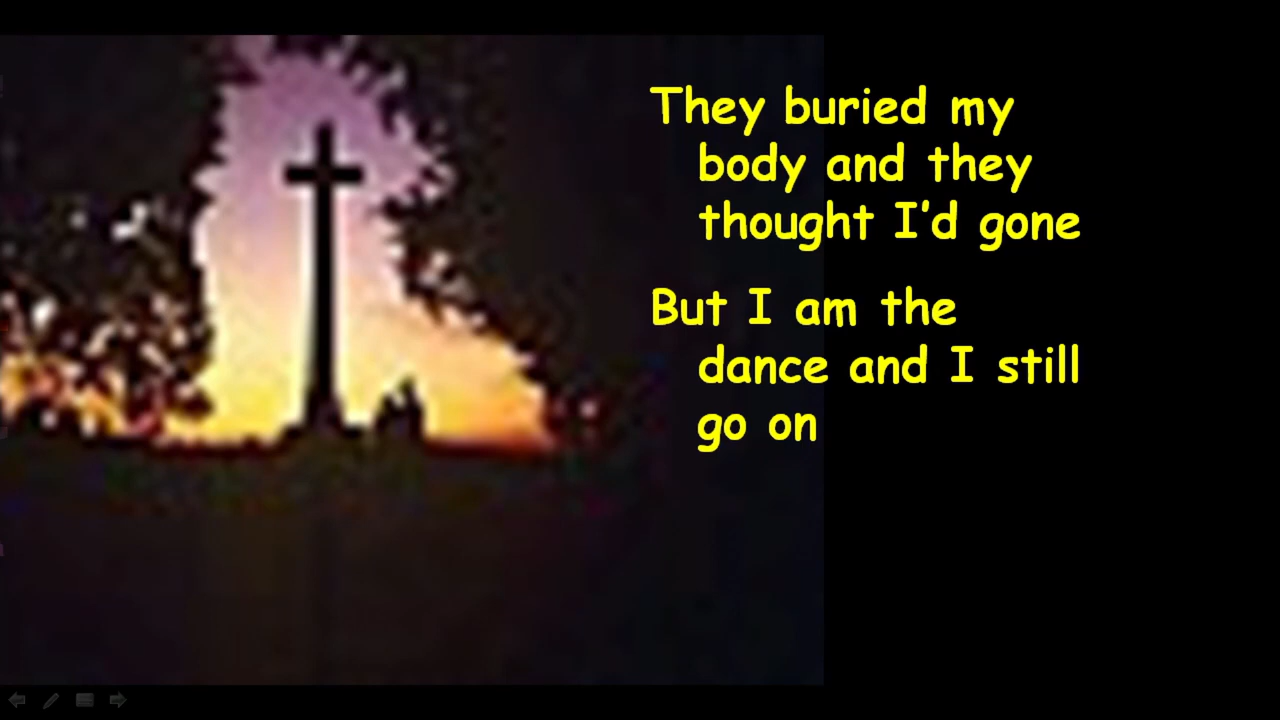 They buried my
body and they
thought I'd gone
But I am the
dance and I still
go on